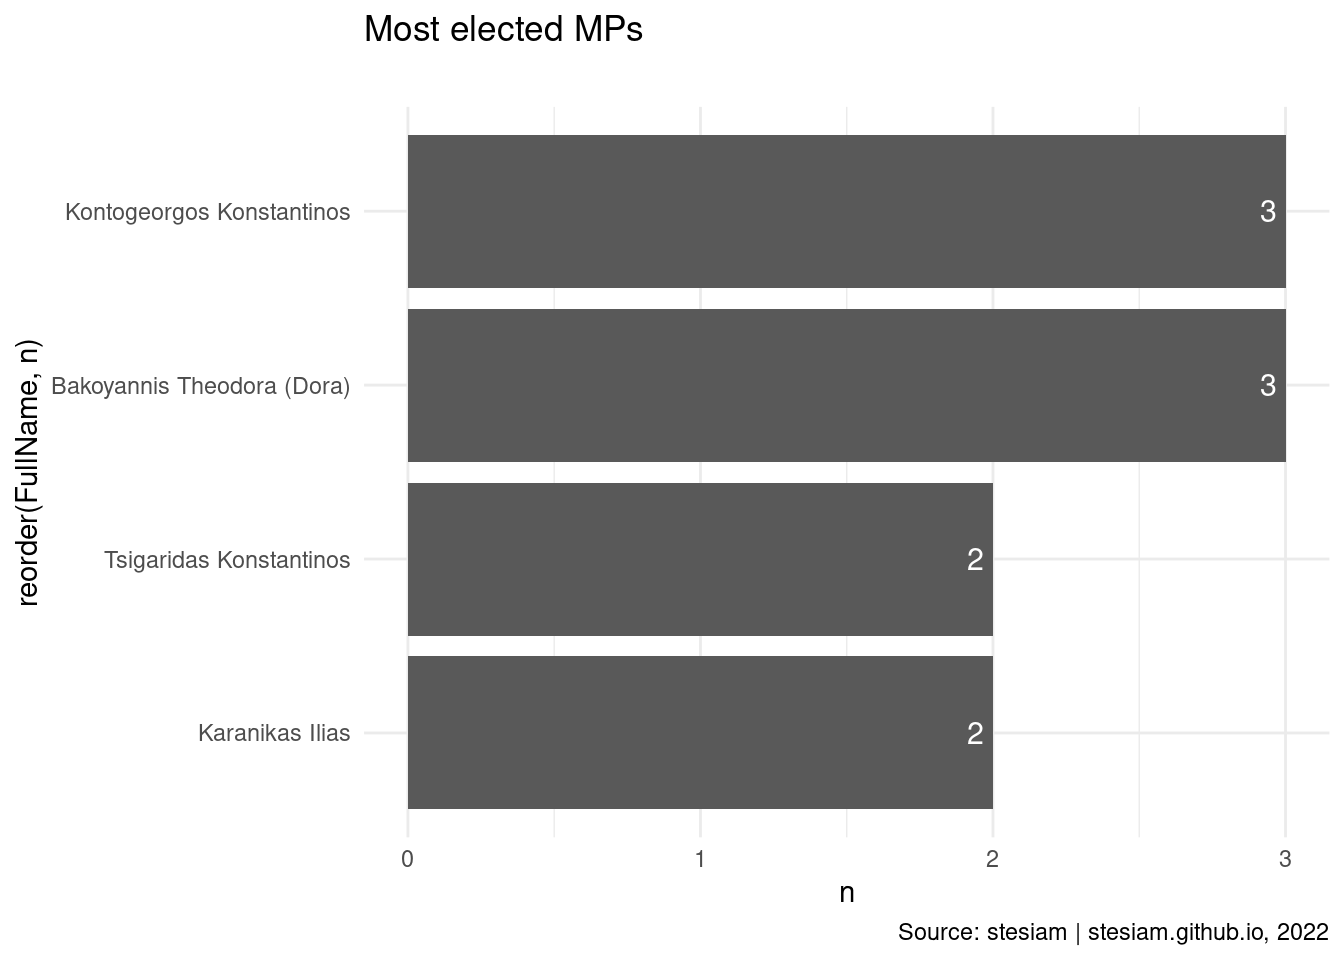 Most elected MPs
reorder(FullName, n)
Kontogeorgos Konstantinos
3
Bakoyannis Theodora (Dora)
3
Tsigaridas Konstantinos
2
Karanikas Ilias
2
0 1 2 3
n
Source: stesiam | stesiam.github.io, 2022